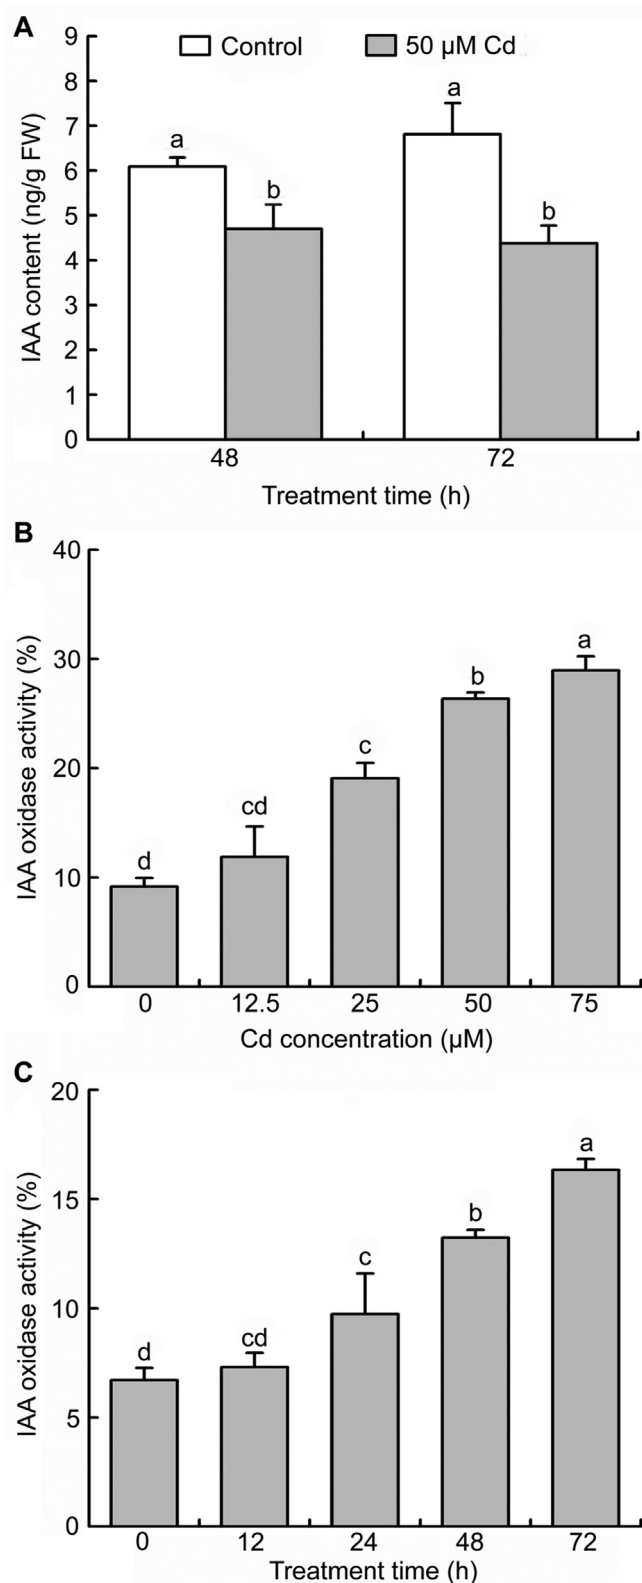 A
9
Control
50 µM Cd
8
a
7
a
6
b
b
5
4
3
2
1
0
IAA content (ng/g FW)
48
72
Treatment time (h)
B
40
a
30
b
c
20
cd
d
10
0
IAA oxidase activity (%)
0
12.5
25
50
75
Cd concentration (µM)
C
20
a
15
b
c
10
cd
d
5
0
IAA oxidase activity (%)
0
12
24
48
72
Treatment time (h)